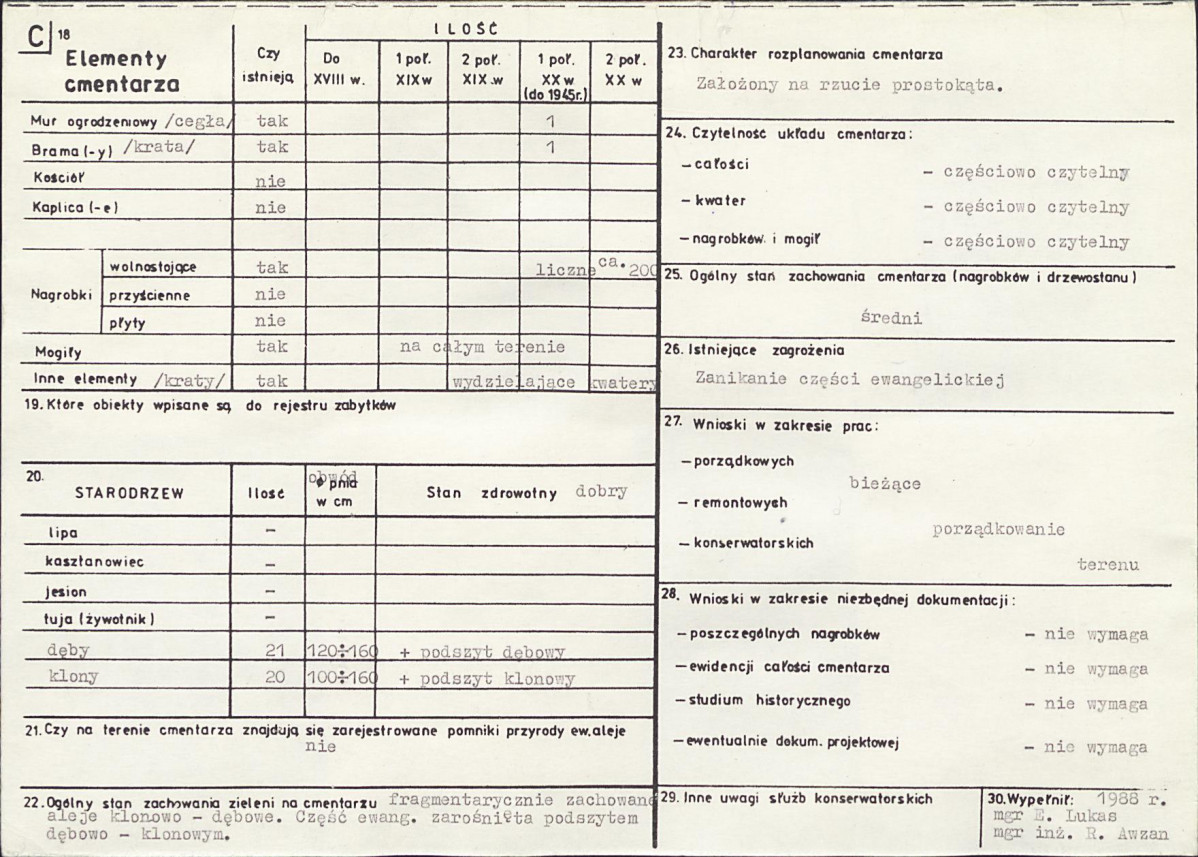 C 18
Elementy cmentarza
Czy istnieją
ILOŚĆ
Do XVIII w.
1 poł. XIX w
2 poł. XIX .w
1 poł. XX w (do 1945r.)
2 poł. XX w
Mur ogrodzeniowy /cegła/ tak 1
Brama (-y) /krata/ tak 1
Kościół nie
Kaplica (-e) nie
Nagrobki
wolnostojące tak liczne ca. 200
przyścienne nie
płyty nie
Mogiły tak na całym terenie
Inne elementy /kraty/ tak wydzielające kwatery
19. Które obiekty wpisane są do rejestru zabytków
20. STARODRZEW
Ilość
obwód
ϕ pnia w cm
Stan zdrowotny dobry
lipa –
kasztanowiec –
jesion –
tuja (żywotnik) –
dęby 21 120÷160 + podszyt dębowy
klony 20 100÷160 + podszyt klonowy
21. Czy na terenie cmentarza znajdują się zarejestrowane pomniki przyrody ew. aleje
nie
22. Ogólny stan zachowania zieleni na cmentarzu fragmentarycznie zachowane
aleje klonowo – dębowe. Część ewang. zarośnięta podszytem
dębowo – klonowym.
23. Charakter rozplanowania cmentarza
Założony na rzucie prostokąta.
24. Czytelność układu cmentarza:
– całości – częściowo czytelny
– kwater – częściowo czytelny
– nagrobków i mogił – częściowo czytelny
25. Ogólny stan zachowania cmentarza (nagrobków i drzewostanu)
średni
26. Istniejące zagrożenia
Zanikanie części ewangelickiej
27. Wnioski w zakresie prac:
– porządkowych
bieżące
– remontowych
porządkowanie
– konserwatorskich
terenu
28. Wnioski w zakresie niezbędnej dokumentacji:
– poszczególnych nagrobków – nie wymaga
– ewidencji całości cmentarza – nie wymaga
– studium historycznego – nie wymaga
– ewentualnie dokum. projektowej – nie wymaga
29. Inne uwagi służb konserwatorskich
30. Wypełnił: 1988 r.
mgr E. Lukas
mgr inż. R. Awzan